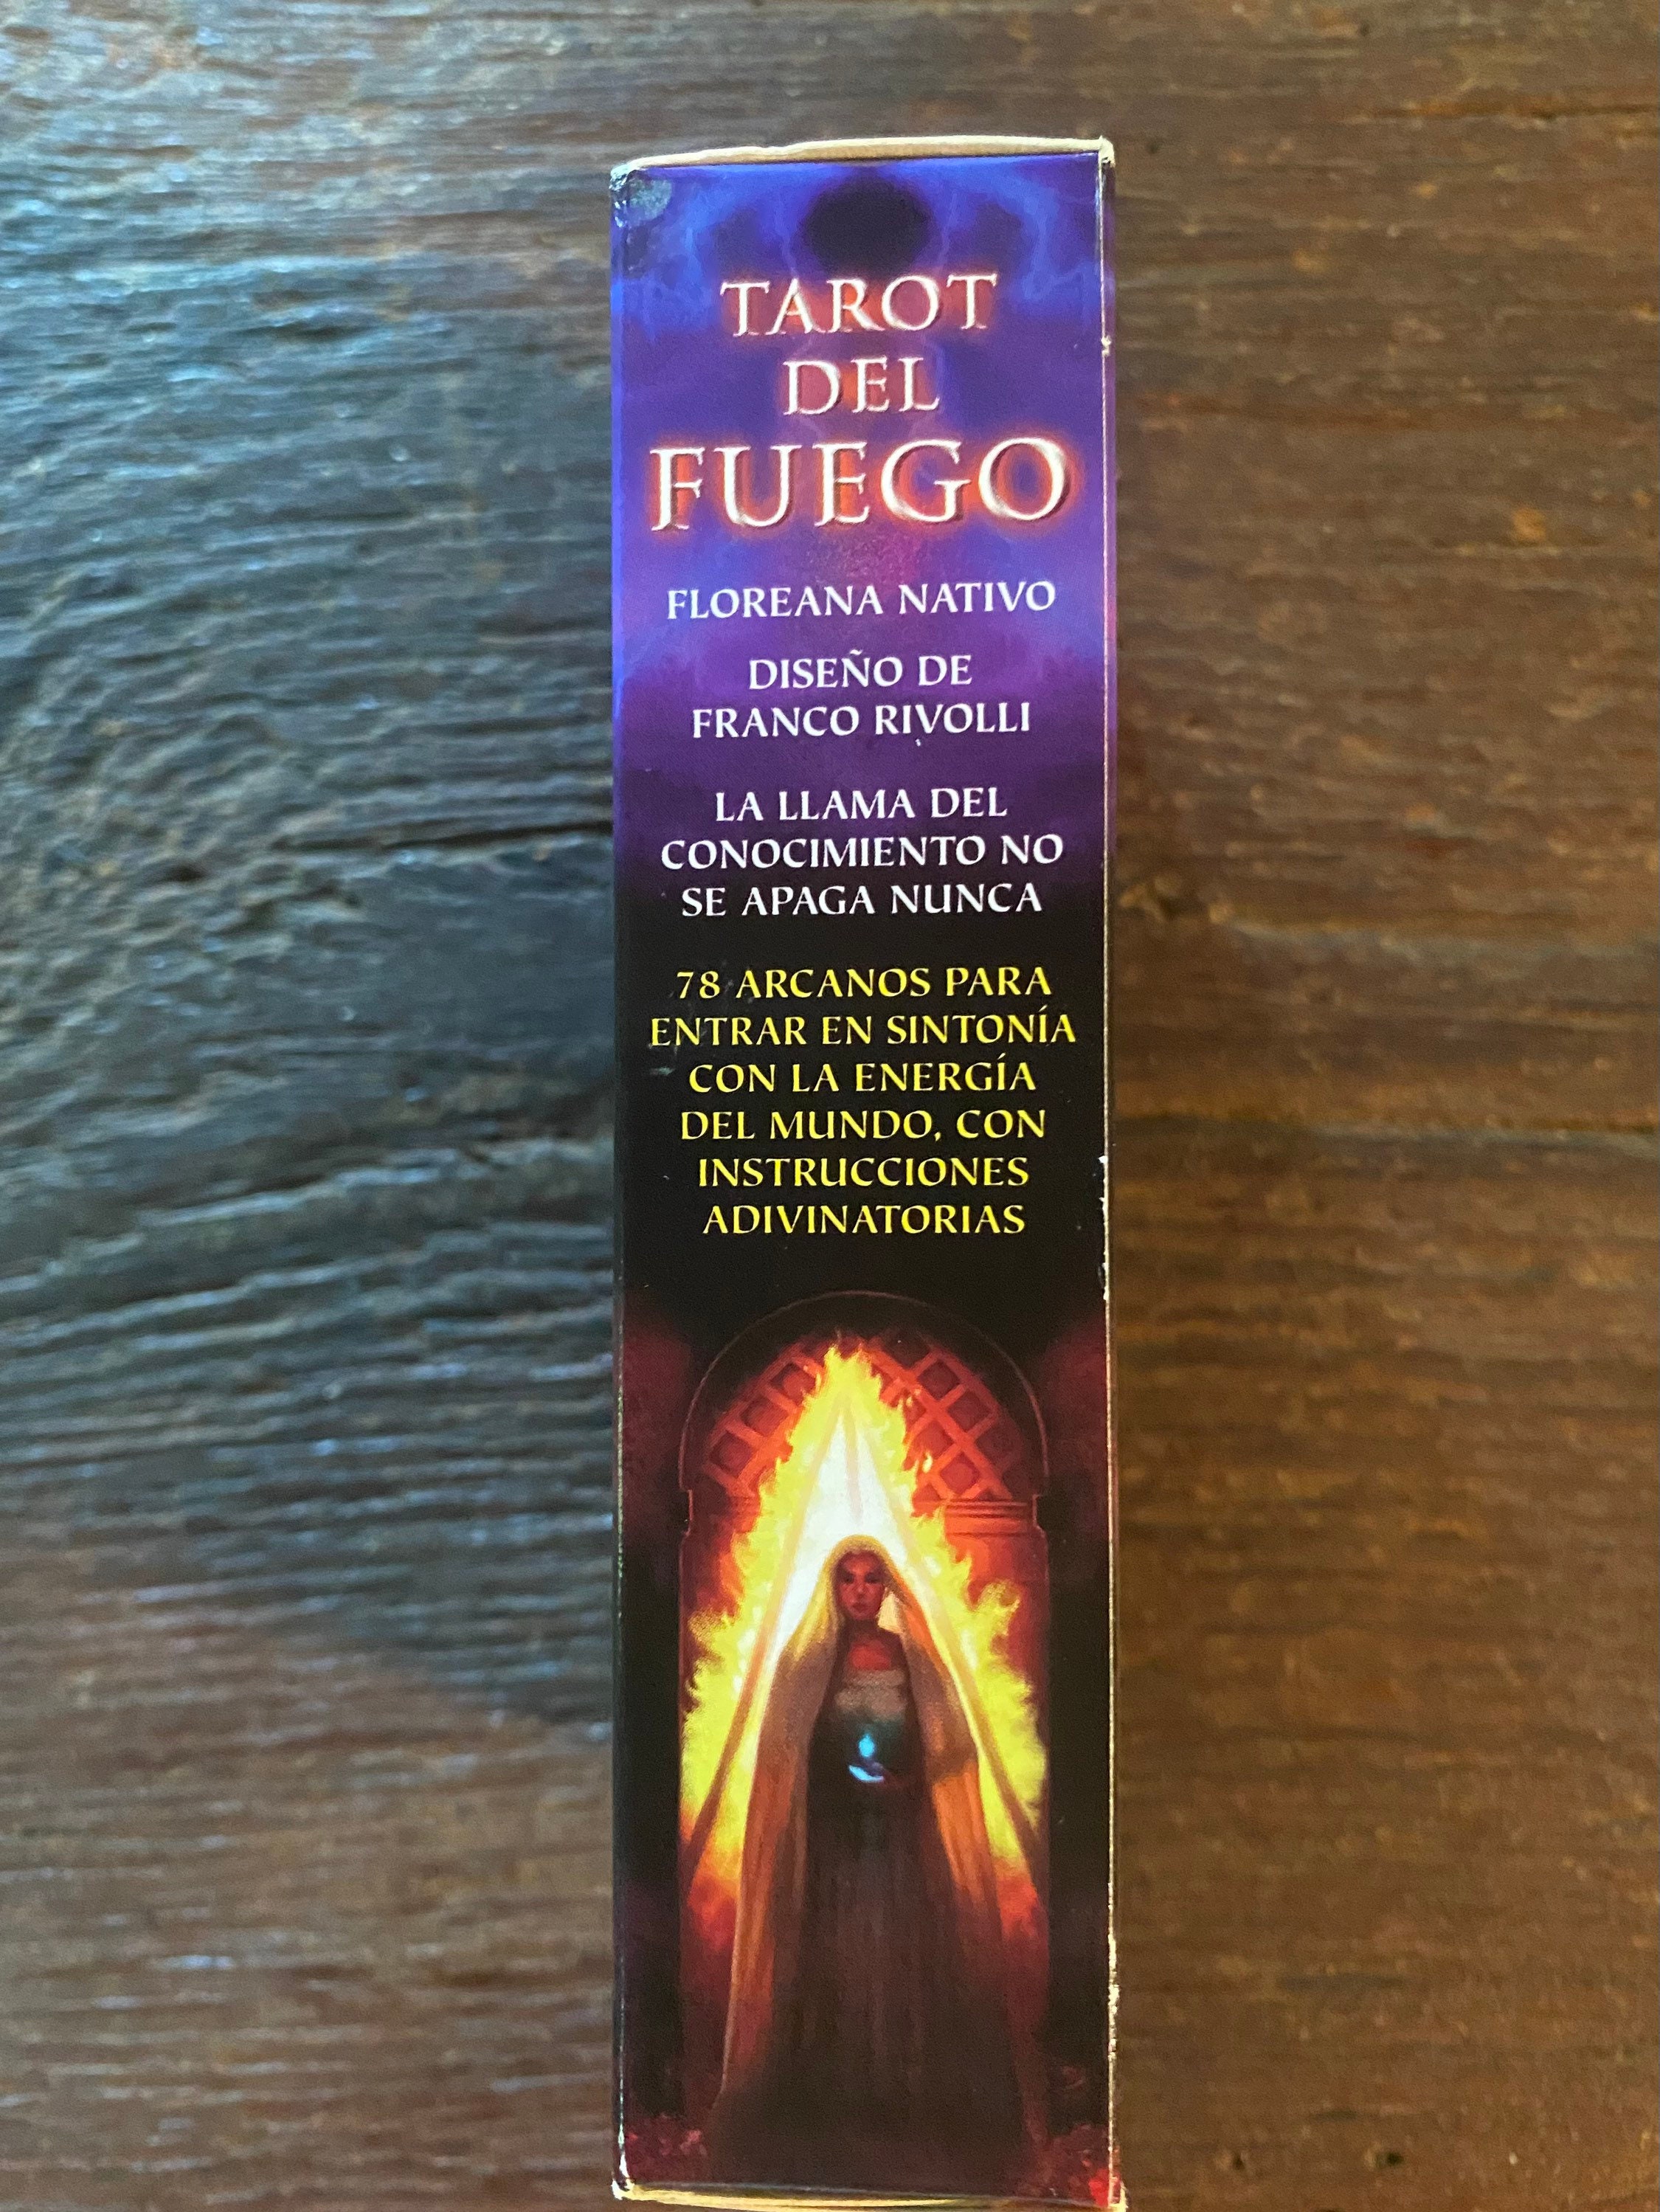 TAROT
DEL
FUEGO
FLOREANA NATIVO
DISEÑO DE
FRANCO RIVOLLI
LA LLAMA DEL
CONOCIMIENTO NO
SE APAGA NUNCA
78 ARCANOS PARA
ENTRAR EN SINTONÍA
CON LA ENERGÍA
DEL MUNDO, CON
INSTRUCCIONES
ADIVINATORIAS